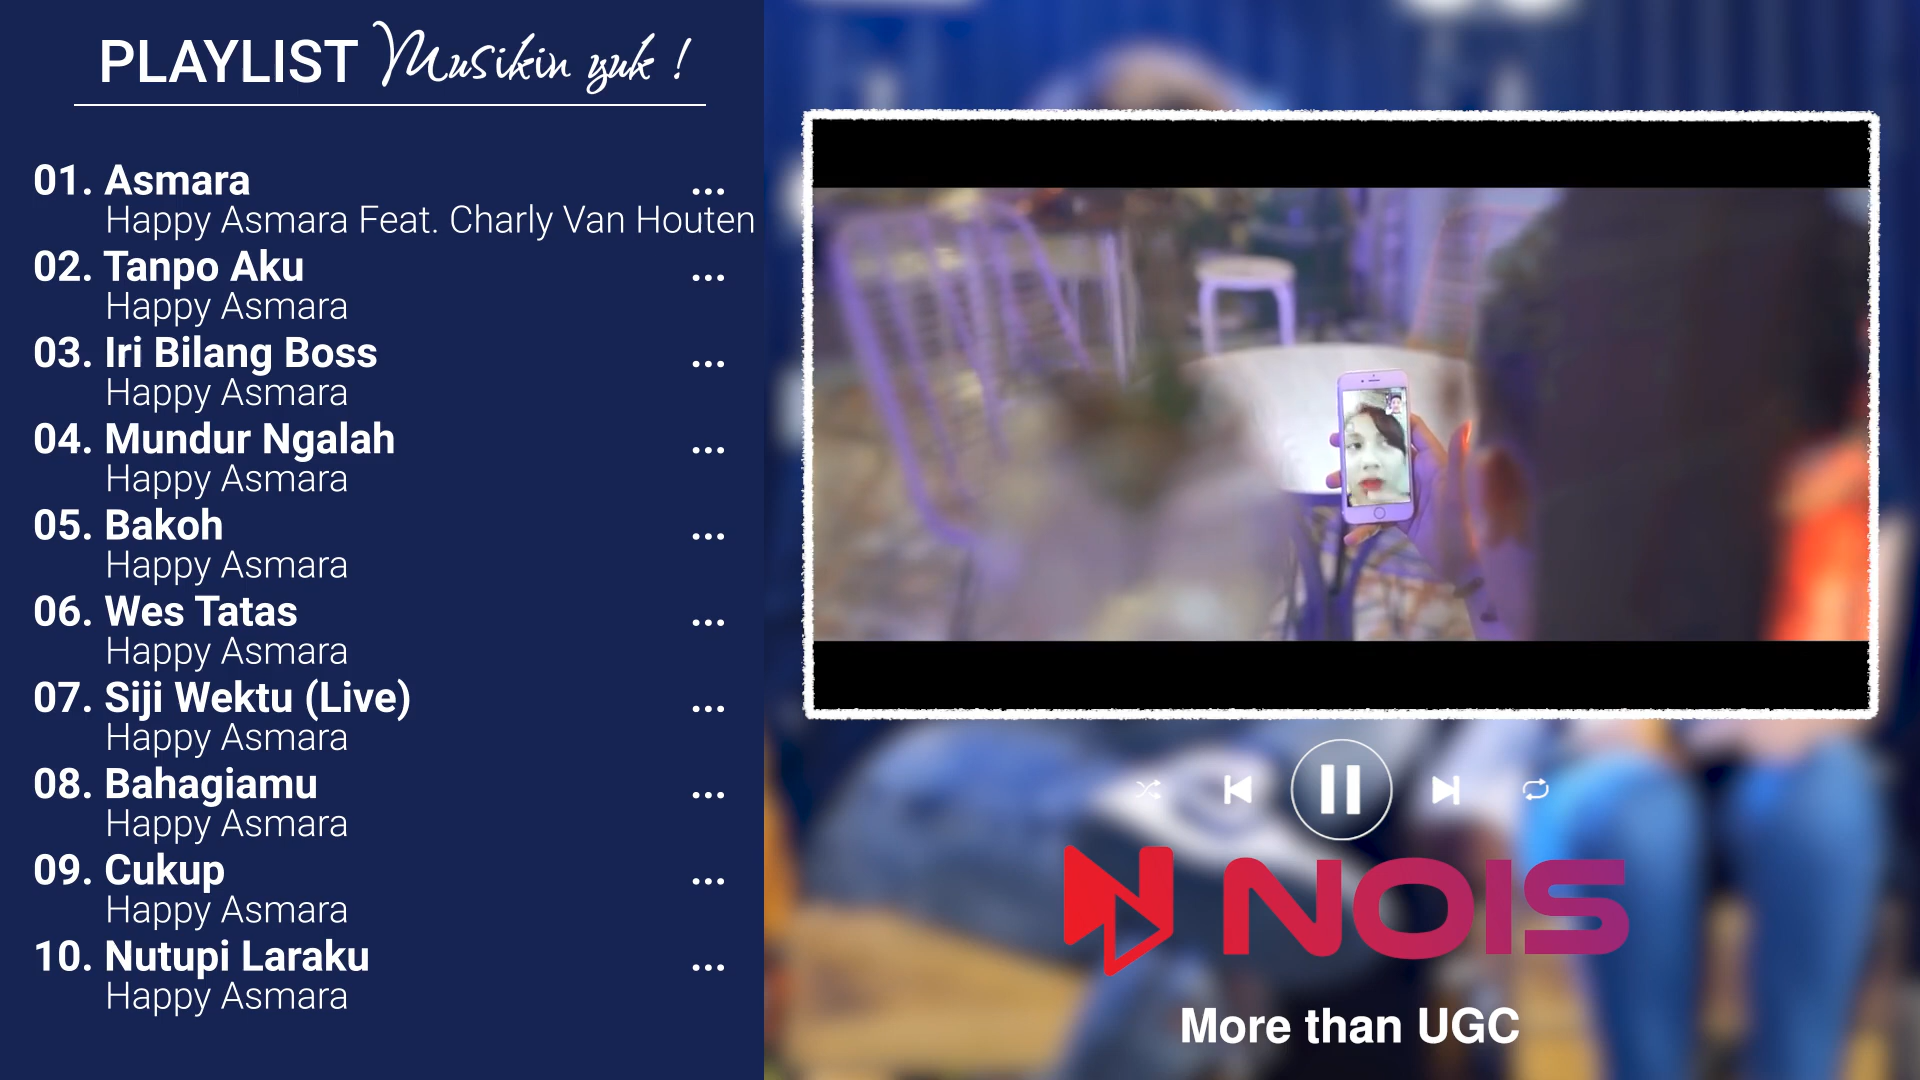 PLAYLIST Musikin yuk !
01. Asmara ...
Happy Asmara Feat. Charly Van Houten
02. Tanpo Aku ...
Happy Asmara
03. Iri Bilang Boss ...
Happy Asmara
04. Mundur Ngalah ...
Happy Asmara
05. Bakoh ...
Happy Asmara
06. Wes Tatas ...
Happy Asmara
07. Siji Wektu (Live) ...
Happy Asmara
08. Bahagiamu ...
Happy Asmara
09. Cukup ...
Happy Asmara
10. Nutupi Laraku ...
Happy Asmara
NOIS
More than UGC